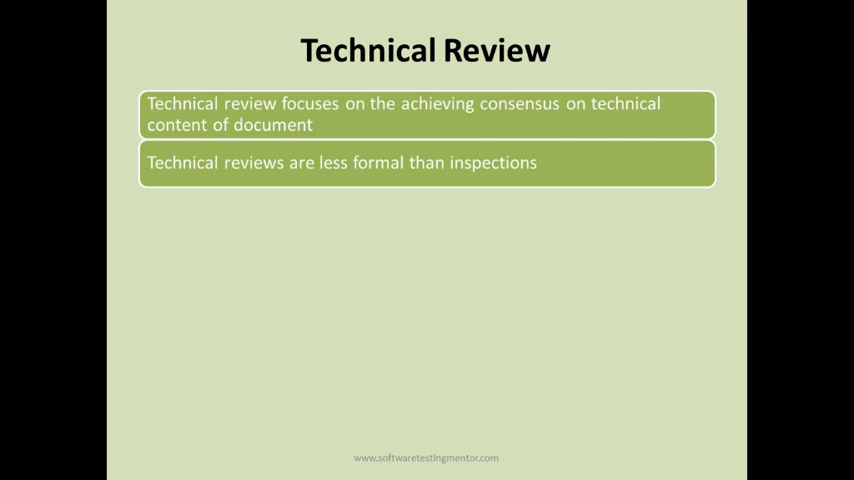 Technical Review
Technical review focuses on the achieving consensus on technical
content of document
Technical reviews are less formal than inspections
www.softwaretestingmentor.com